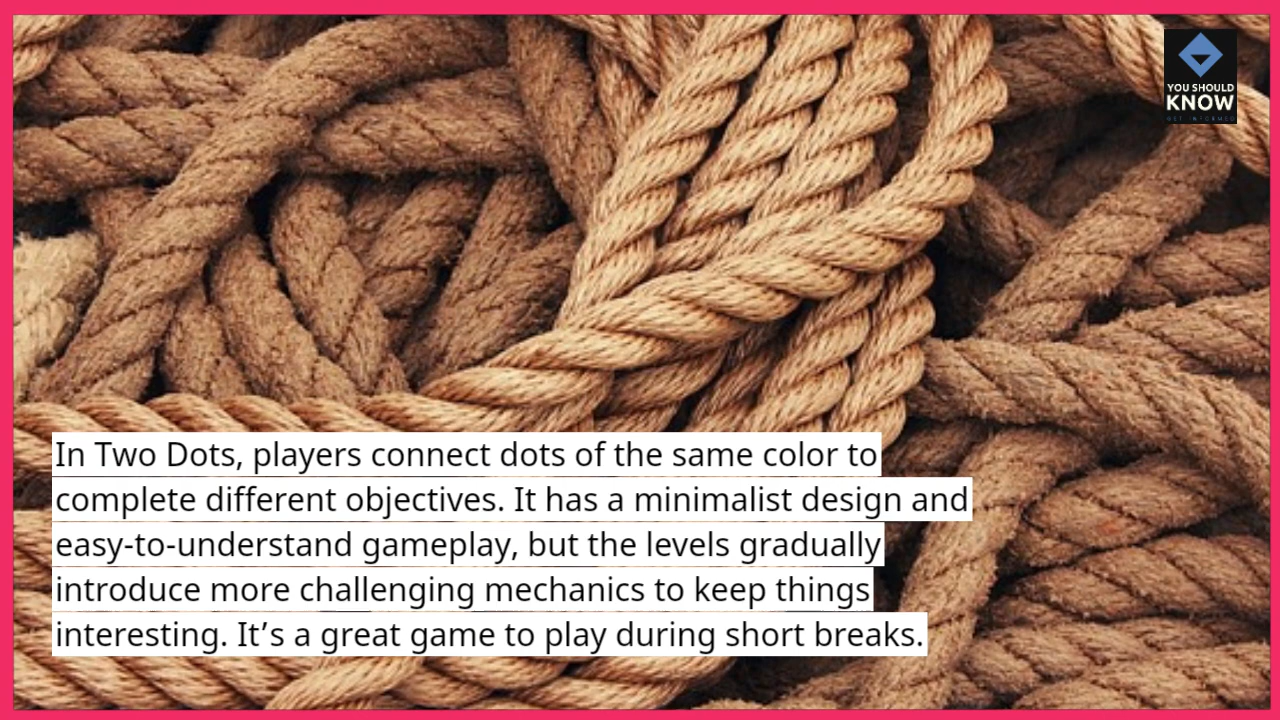 YOU SHOULD
KNOW
GET INFORMED
In Two Dots, players connect dots of the same color to
complete different objectives. It has a minimalist design and
easy-to-understand gameplay, but the levels gradually
introduce more challenging mechanics to keep things
interesting. It’s a great game to play during short breaks.